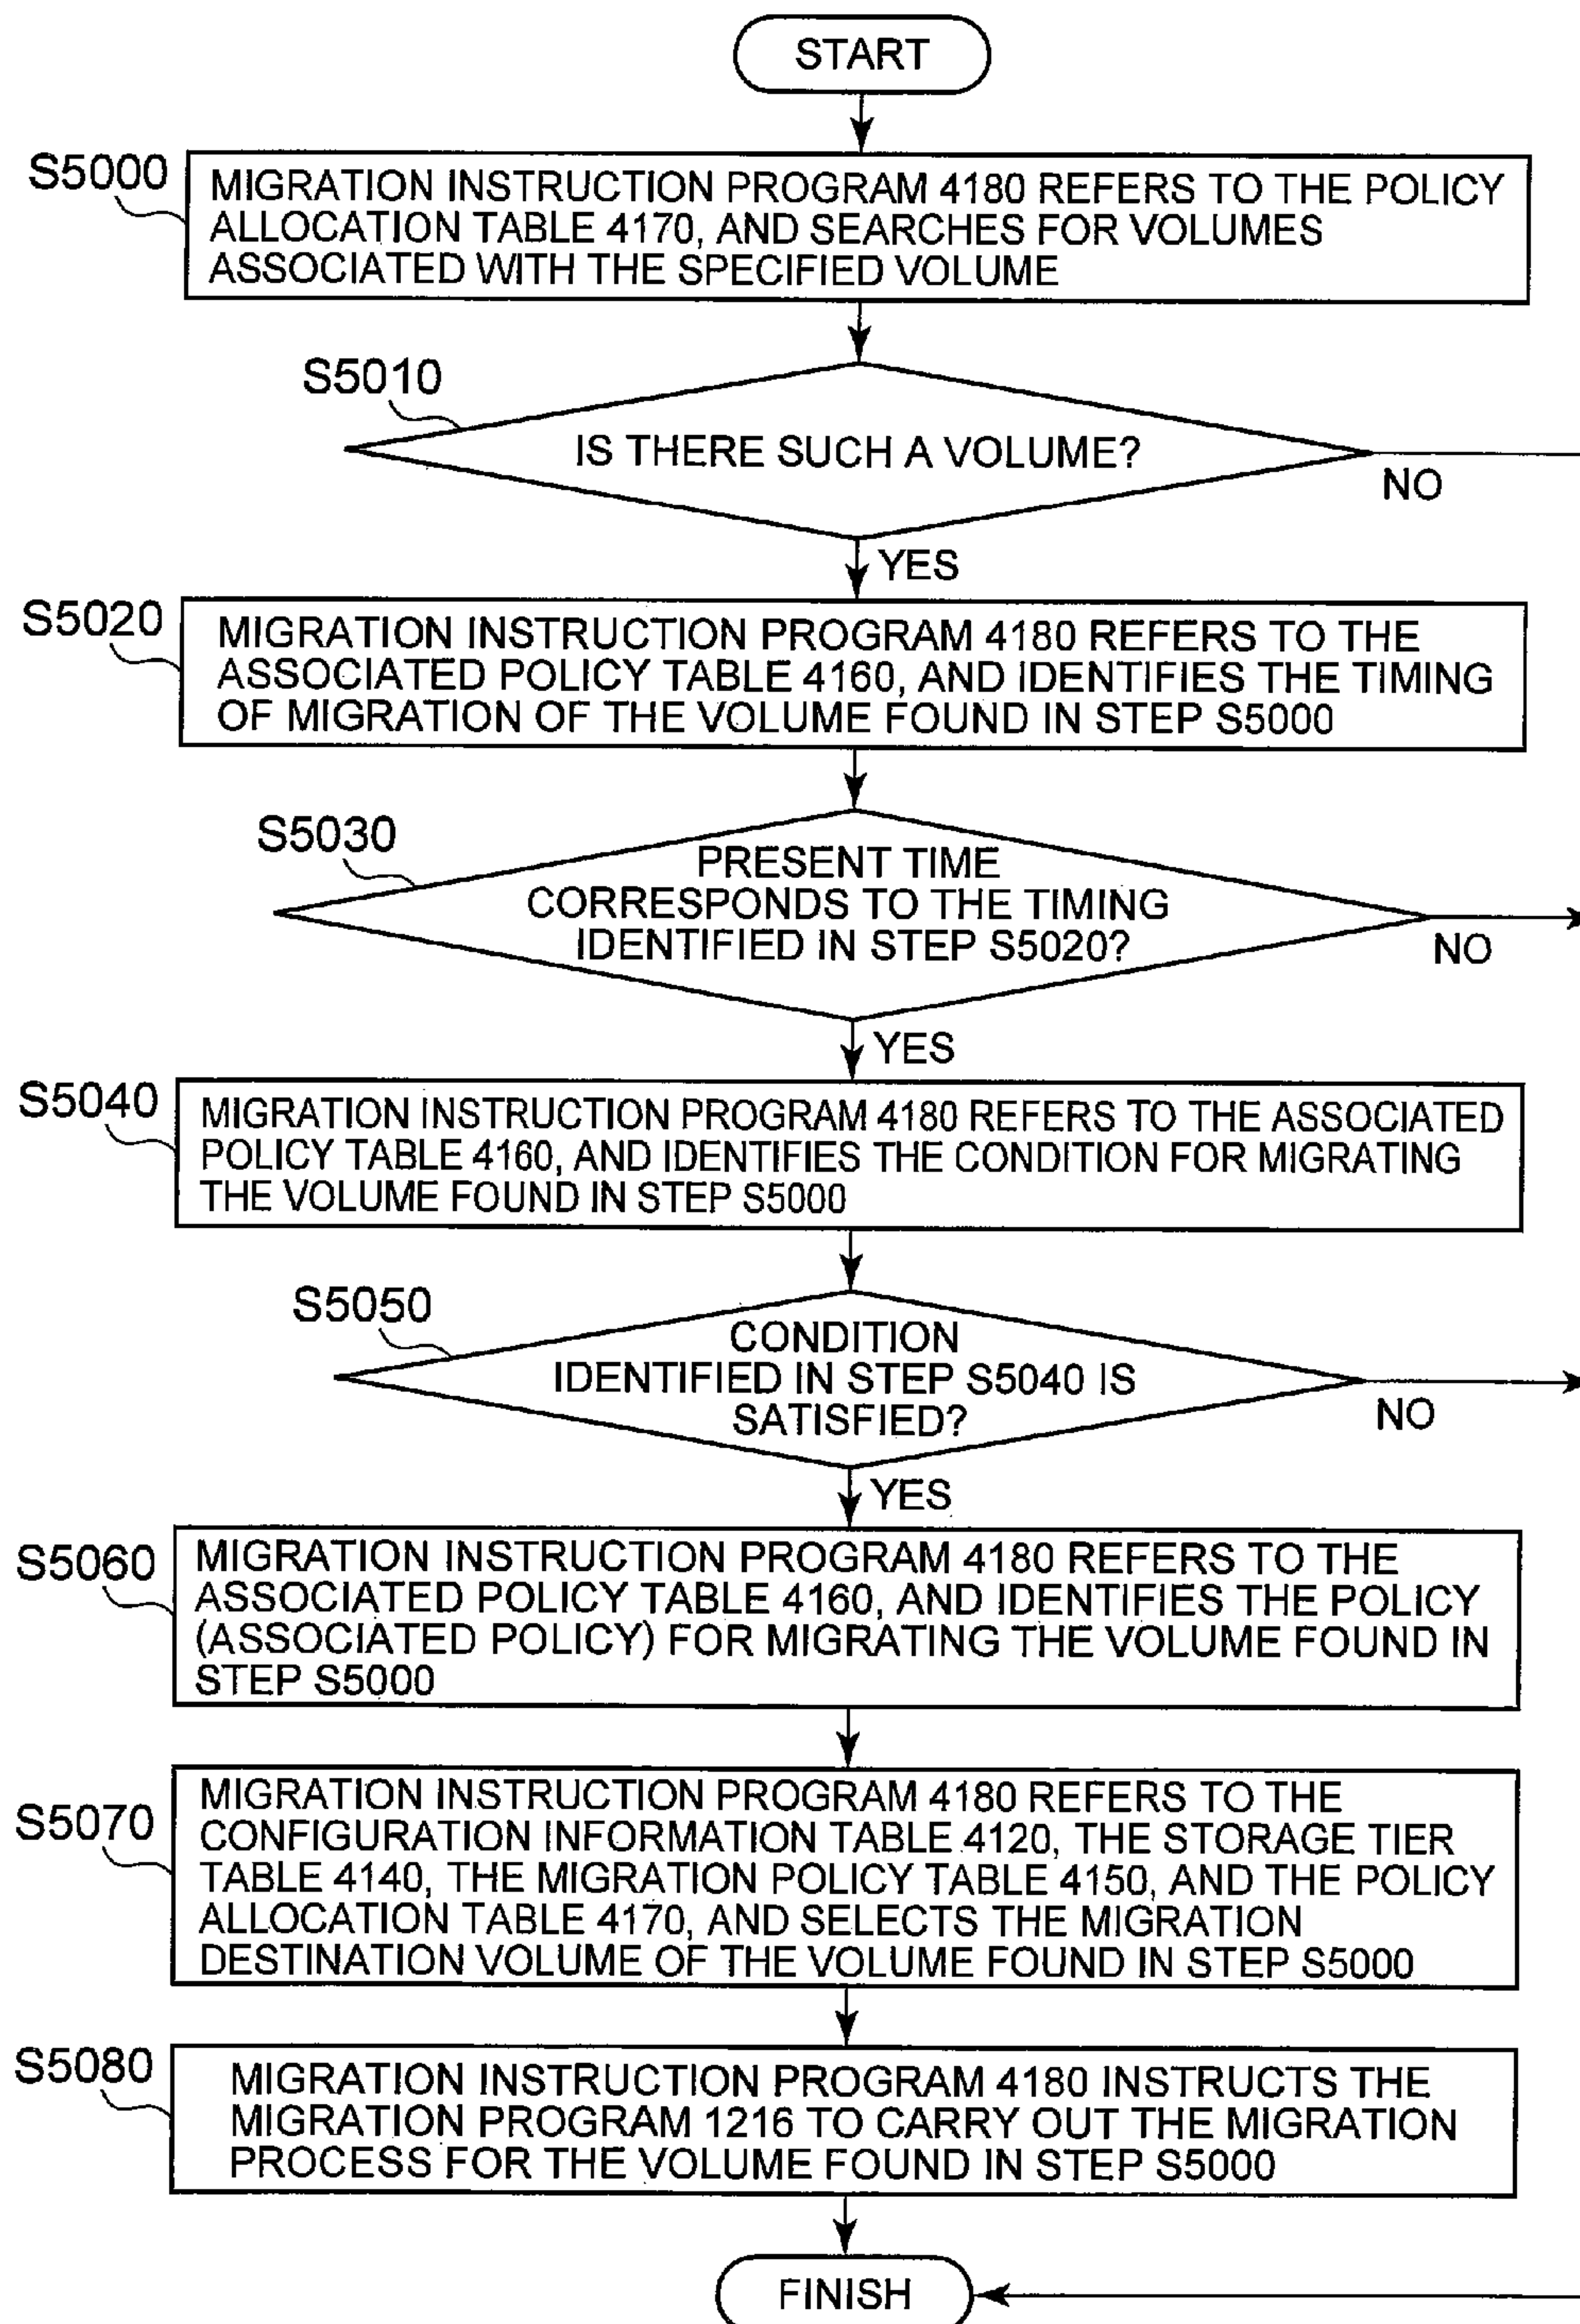 START
S5000
MIGRATION INSTRUCTION PROGRAM 4180 REFERS TO THE POLICY
ALLOCATION TABLE 4170, AND SEARCHES FOR VOLUMES
ASSOCIATED WITH THE SPECIFIED VOLUME
S5010
IS THERE SUCH A VOLUME?
NO
YES
S5020
MIGRATION INSTRUCTION PROGRAM 4180 REFERS TO THE
ASSOCIATED POLICY TABLE 4160, AND IDENTIFIES THE TIMING
OF MIGRATION OF THE VOLUME FOUND IN STEP S5000
S5030
PRESENT TIME
CORRESPONDS TO THE TIMING
IDENTIFIED IN STEP S5020?
NO
YES
S5040
MIGRATION INSTRUCTION PROGRAM 4180 REFERS TO THE ASSOCIATED
POLICY TABLE 4160, AND IDENTIFIES THE CONDITION FOR MIGRATING
THE VOLUME FOUND IN STEP S5000
S5050
CONDITION
IDENTIFIED IN STEP S5040 IS
SATISFIED?
NO
YES
S5060
MIGRATION INSTRUCTION PROGRAM 4180 REFERS TO THE
ASSOCIATED POLICY TABLE 4160, AND IDENTIFIES THE POLICY
(ASSOCIATED POLICY) FOR MIGRATING THE VOLUME FOUND IN
STEP S5000
S5070
MIGRATION INSTRUCTION PROGRAM 4180 REFERS TO THE
CONFIGURATION INFORMATION TABLE 4120, THE STORAGE TIER
TABLE 4140, THE MIGRATION POLICY TABLE 4150, AND THE POLICY
ALLOCATION TABLE 4170, AND SELECTS THE MIGRATION
DESTINATION VOLUME OF THE VOLUME FOUND IN STEP S5000
S5080
MIGRATION INSTRUCTION PROGRAM 4180 INSTRUCTS THE
MIGRATION PROGRAM 1216 TO CARRY OUT THE MIGRATION
PROCESS FOR THE VOLUME FOUND IN STEP S5000
FINISH